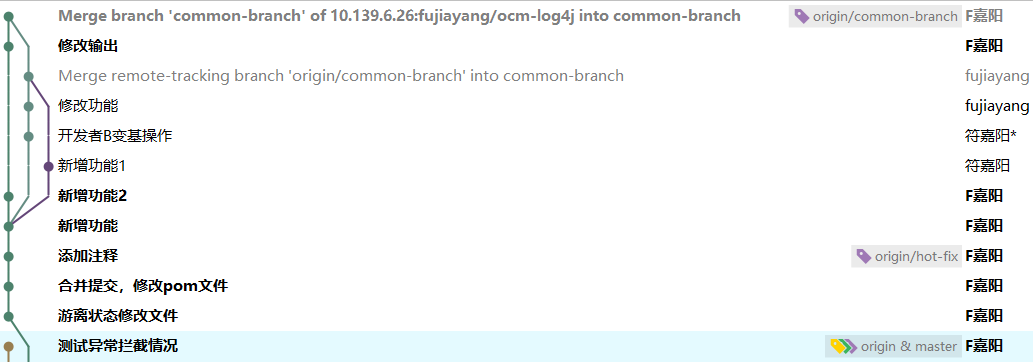 Merge branch 'common-branch' of 10.139.6.26:fujiayang/ocm-log4j into common-branch origin/common-branch F嘉阳
修改输出 F嘉阳
Merge remote-tracking branch 'origin/common-branch' into common-branch fujiayang
修改功能 fujiayang
开发者B变基操作 符嘉阳*
新增功能1 符嘉阳
新增功能2 F嘉阳
新增功能 F嘉阳
添加注释 origin/hot-fix F嘉阳
合并提交，修改pom文件 F嘉阳
游离状态修改文件 F嘉阳
测试异常拦截情况 origin & master F嘉阳